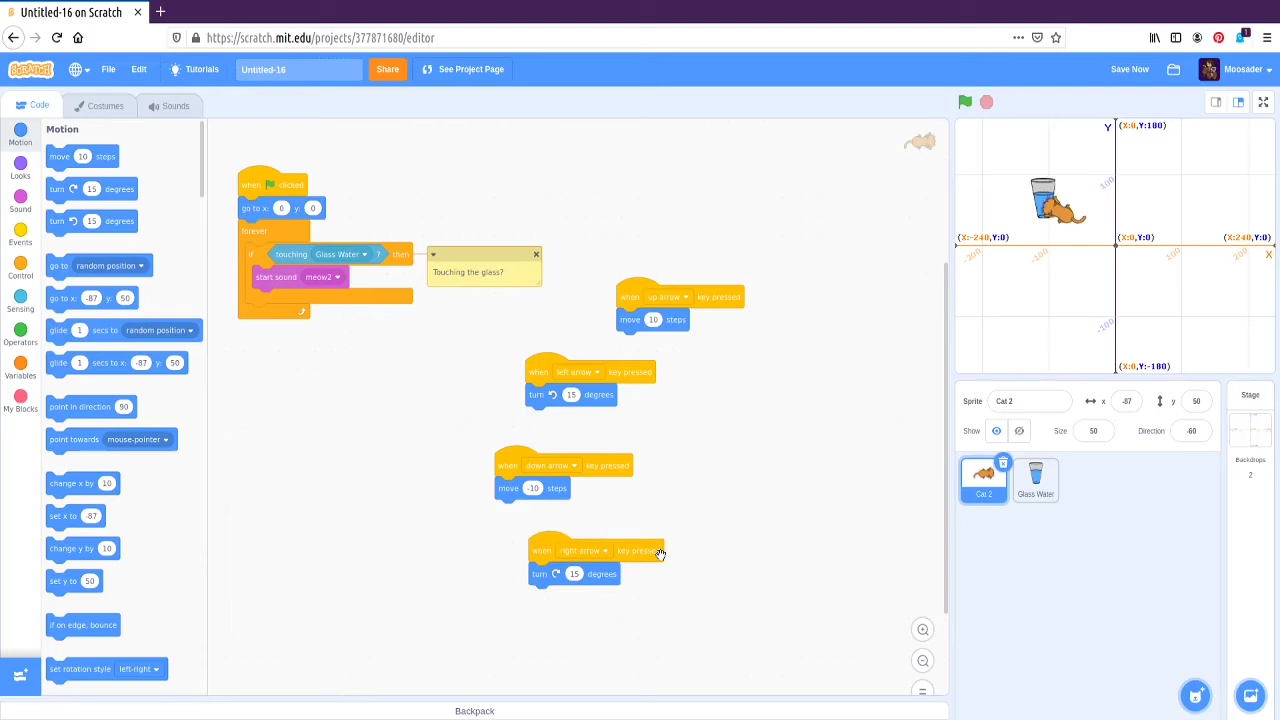 Untitled-16 on Scratch
https://scratch.mit.edu/projects/377871680/editor
1
SCRATCH
File
Edit
Tutorials
Untitled-16
Share
See Project Page
Save Now
Moosader
Code
Costumes
Sounds
Motion
Looks
Sound
Events
Control
Sensing
Operators
Variables
My Blocks
Motion
move 10 steps
turn 15 degrees
turn 15 degrees
go to random position
go to x: -87 y: 50
glide 1 secs to random position
glide 1 secs to x: -87 y: 50
point in direction 90
point towards mouse-pointer
change x by 10
set x to -87
change y by 10
set y to 50
if on edge, bounce
set rotation style left-right
when clicked
go to x: 0 y: 0
forever
if touching Glass Water ? then
start sound meow2
Touching the glass?
when up arrow key pressed
move 10 steps
when left arrow key pressed
turn 15 degrees
when down arrow key pressed
move -10 steps
when right arrow key pressed
turn 15 degrees
Backpack
Y (X:0,Y:180)
100
(X:-240,Y:0) (X:0,Y:0) (X:240,Y:0)
X
-200 -100 100 200
-100
(X:0,Y:-180)
Sprite Cat 2 x -87 y 50
Show Size 50 Direction -60
Cat 2
Glass Water
Stage
Backdrops
2